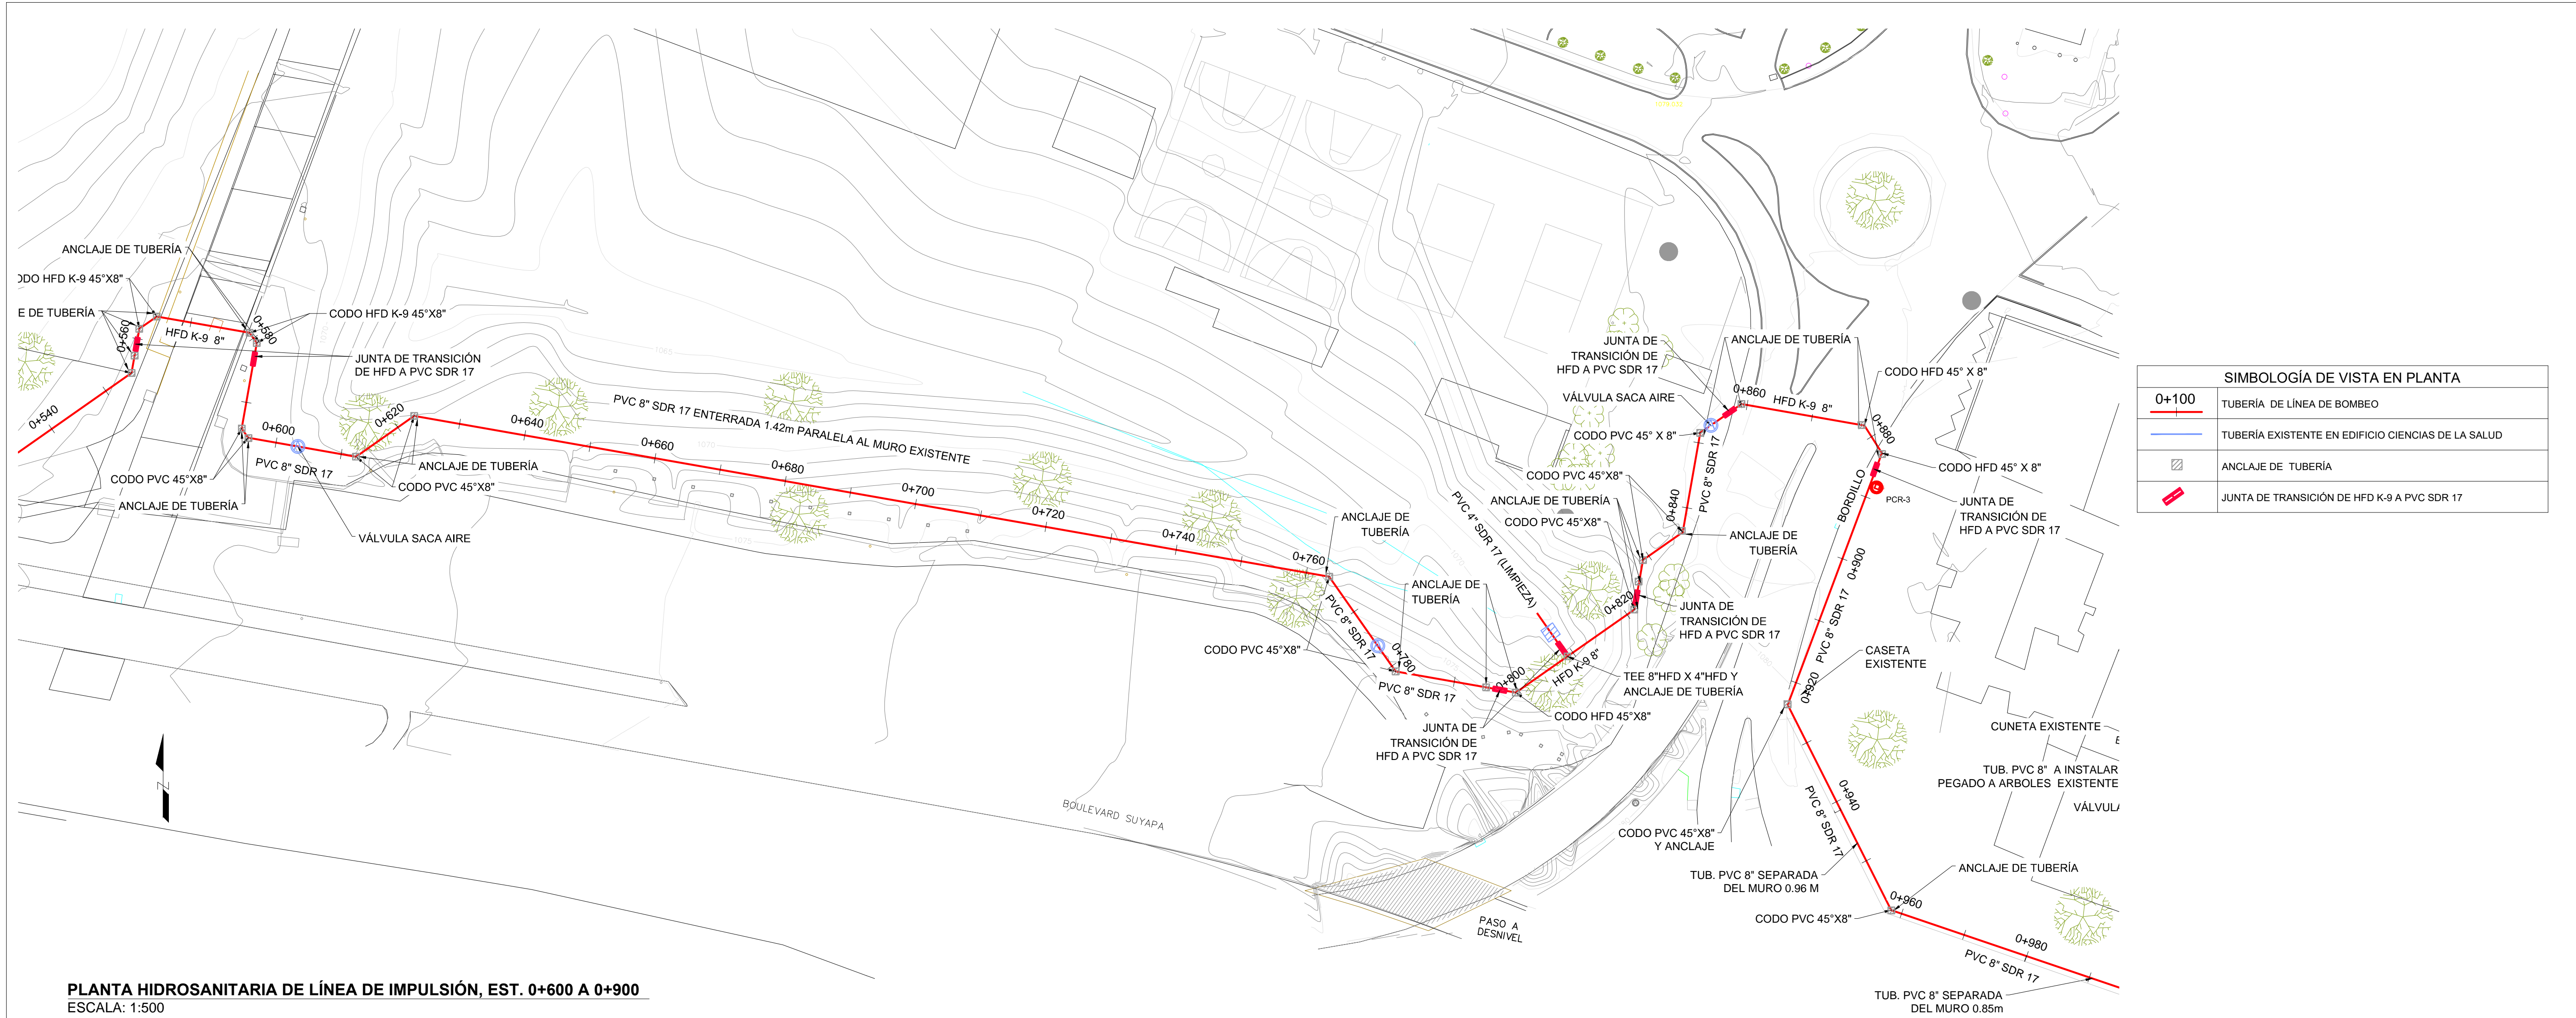 ANCLAJE DE TUBERÍA
ODO HFD K-9 45°X8"
E DE TUBERÍA
0+560
HFD K-9 8"
0+580
CODO HFD K-9 45°X8"
JUNTA DE TRANSICIÓN
DE HFD A PVC SDR 17
0+540
0+600
PVC 8" SDR 17
0+620
CODO PVC 45°X8"
ANCLAJE DE TUBERÍA
ANCLAJE DE TUBERÍA
CODO PVC 45°X8"
VÁLVULA SACA AIRE
1070
1065
0+640
PVC 8" SDR 17 ENTERRADA 1.42m PARALELA AL MURO EXISTENTE
0+660
1070
0+680
0+700
0+720
1075
0+740
0+760
ANCLAJE DE
TUBERÍA
PVC 8" SDR 17
CODO PVC 45°X8"
0+780
ANCLAJE DE
TUBERÍA
PVC 8" SDR 17
1075
0+800
JUNTA DE
TRANSICIÓN DE
HFD A PVC SDR 17
HFD K-9 8"
CODO HFD 45°X8"
TEE 8"HFD X 4"HFD Y
ANCLAJE DE TUBERÍA
PVC 4" SDR 17 (LIMPIEZA)
1070
0+820
JUNTA DE
TRANSICIÓN DE
HFD A PVC SDR 17
CODO PVC 45°X8"
ANCLAJE DE TUBERÍA
CODO PVC 45°X8"
0+840
ANCLAJE DE
TUBERÍA
PVC 8" SDR 17
CODO PVC 45° X 8"
VÁLVULA SACA AIRE
JUNTA DE
TRANSICIÓN DE
HFD A PVC SDR 17
0+860
ANCLAJE DE TUBERÍA
HFD K-9 8"
CODO HFD 45° X 8"
0+880
CODO HFD 45° X 8"
JUNTA DE
TRANSICIÓN DE
HFD A PVC SDR 17
PCR-3
BORDILLO
0+900
PVC 8" SDR 17
CASETA
EXISTENTE
0+920
CUNETA EXISTENTE
TUB. PVC 8" A INSTALAR
PEGADO A ARBOLES EXISTENTE
VÁLVULA
0+940
PVC 8" SDR 17
CODO PVC 45°X8"
Y ANCLAJE
TUB. PVC 8" SEPARADA
DEL MURO 0.96 M
ANCLAJE DE TUBERÍA
0+960
CODO PVC 45°X8"
0+980
PVC 8" SDR 17
TUB. PVC 8" SEPARADA
DEL MURO 0.85m
BOULEVARD SUYAPA
PASO A
DESNIVEL
N
SIMBOLOGÍA DE VISTA EN PLANTA
0+100
TUBERÍA DE LÍNEA DE BOMBEO
TUBERÍA EXISTENTE EN EDIFICIO CIENCIAS DE LA SALUD
ANCLAJE DE TUBERÍA
JUNTA DE TRANSICIÓN DE HFD K-9 A PVC SDR 17
PLANTA HIDROSANITARIA DE LÍNEA DE IMPULSIÓN, EST. 0+600 A 0+900
ESCALA: 1:500